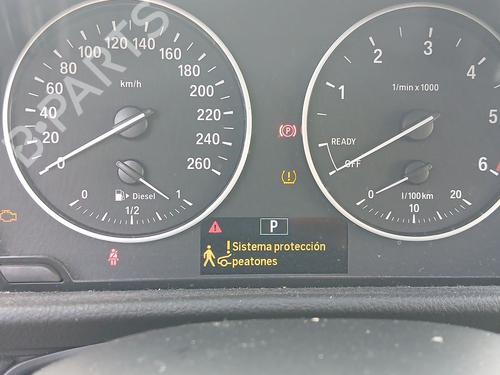 B-PARTS
120 140
100 160
80 180
60 200
40 220
20 240
0 260
km/h
0 1/2 1
Diesel
1 2 3 4 5 6
1/min x 1000
READY
OFF
0 10 20
l/100km
P
P
Sistema protección
peatones